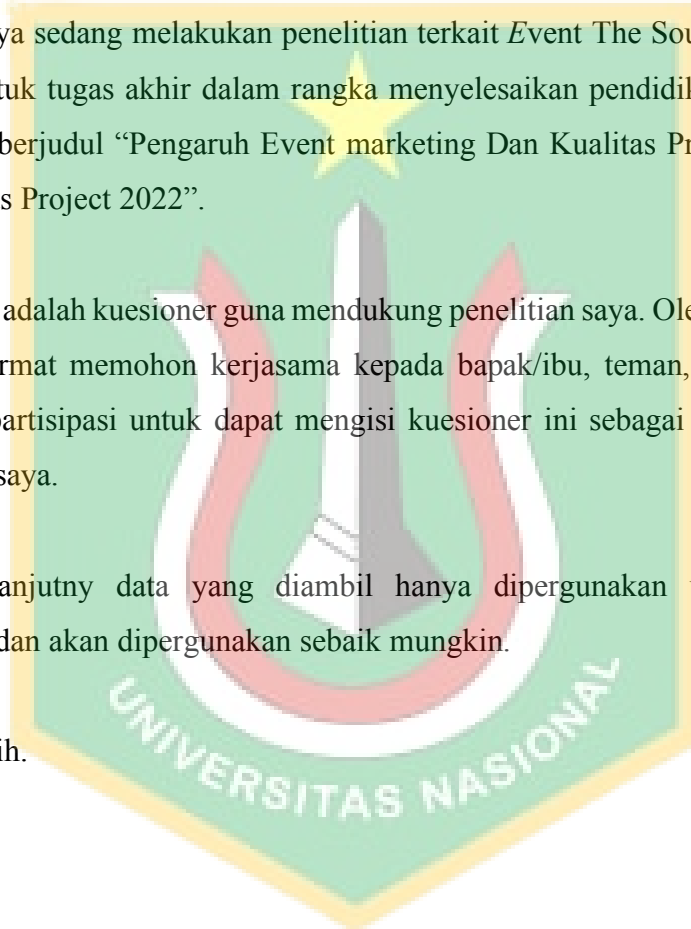 ya sedang melakukan penelitian terkait Event The Sou
tuk tugas akhir dalam rangka menyelesaikan pendidik
berjudul “Pengaruh Event marketing Dan Kualitas Pr
s Project 2022”.
adalah kuesioner guna mendukung penelitian saya. Ole
rmat memohon kerjasama kepada bapak/ibu, teman,
partisipasi untuk dapat mengisi kuesioner ini sebagai
saya.
anjutny data yang diambil hanya dipergunakan
dan akan dipergunakan sebaik mungkin.
ih.
UNIVERSITAS NASIONAL